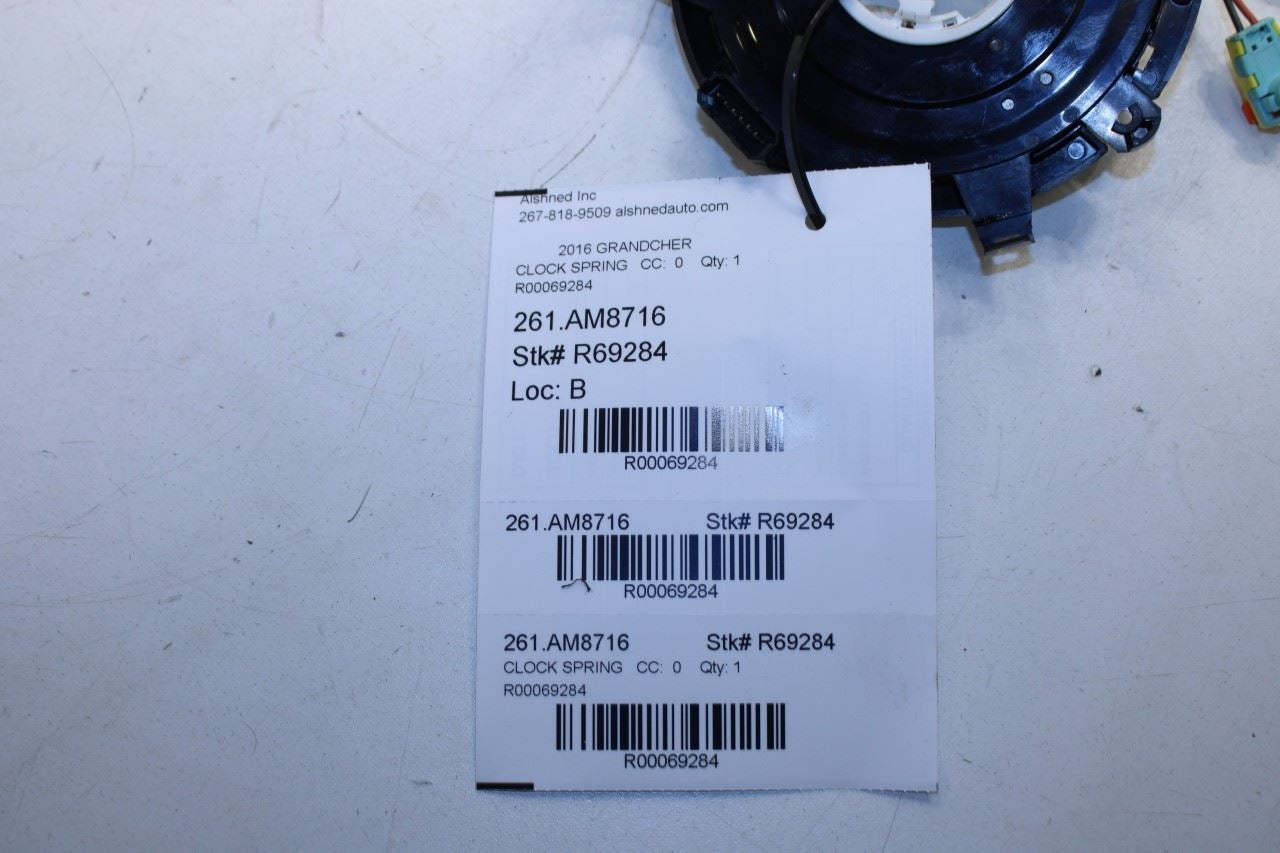 Alshned Inc
267-818-9509 alshnedauto.com
2016 GRANDCHER
CLOCK SPRING CC: 0 Qty: 1
R00069284
261.AM8716
Stk# R69284
Loc: B
R00069284
261.AM8716 Stk# R69284
R00069284
261.AM8716 Stk# R69284
CLOCK SPRING CC: 0 Qty: 1
R00069284
R00069284